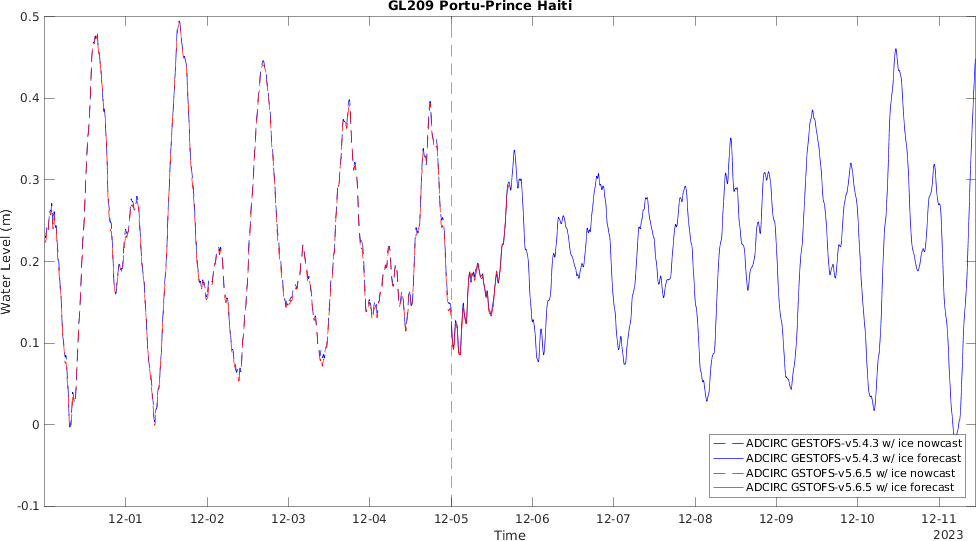 GL209 Portu-Prince Haiti
Water Level (m)
0.5
0.4
0.3
0.2
0.1
0
-0.1
12-01 12-02 12-03 12-04 12-05 12-06 12-07 12-08 12-09 12-10 12-11
2023
Time
ADCIRC GESTOFS-v5.4.3 w/ ice nowcast
ADCIRC GESTOFS-v5.4.3 w/ ice forecast
ADCIRC GSTOFS-v5.6.5 w/ ice nowcast
ADCIRC GSTOFS-v5.6.5 w/ ice forecast